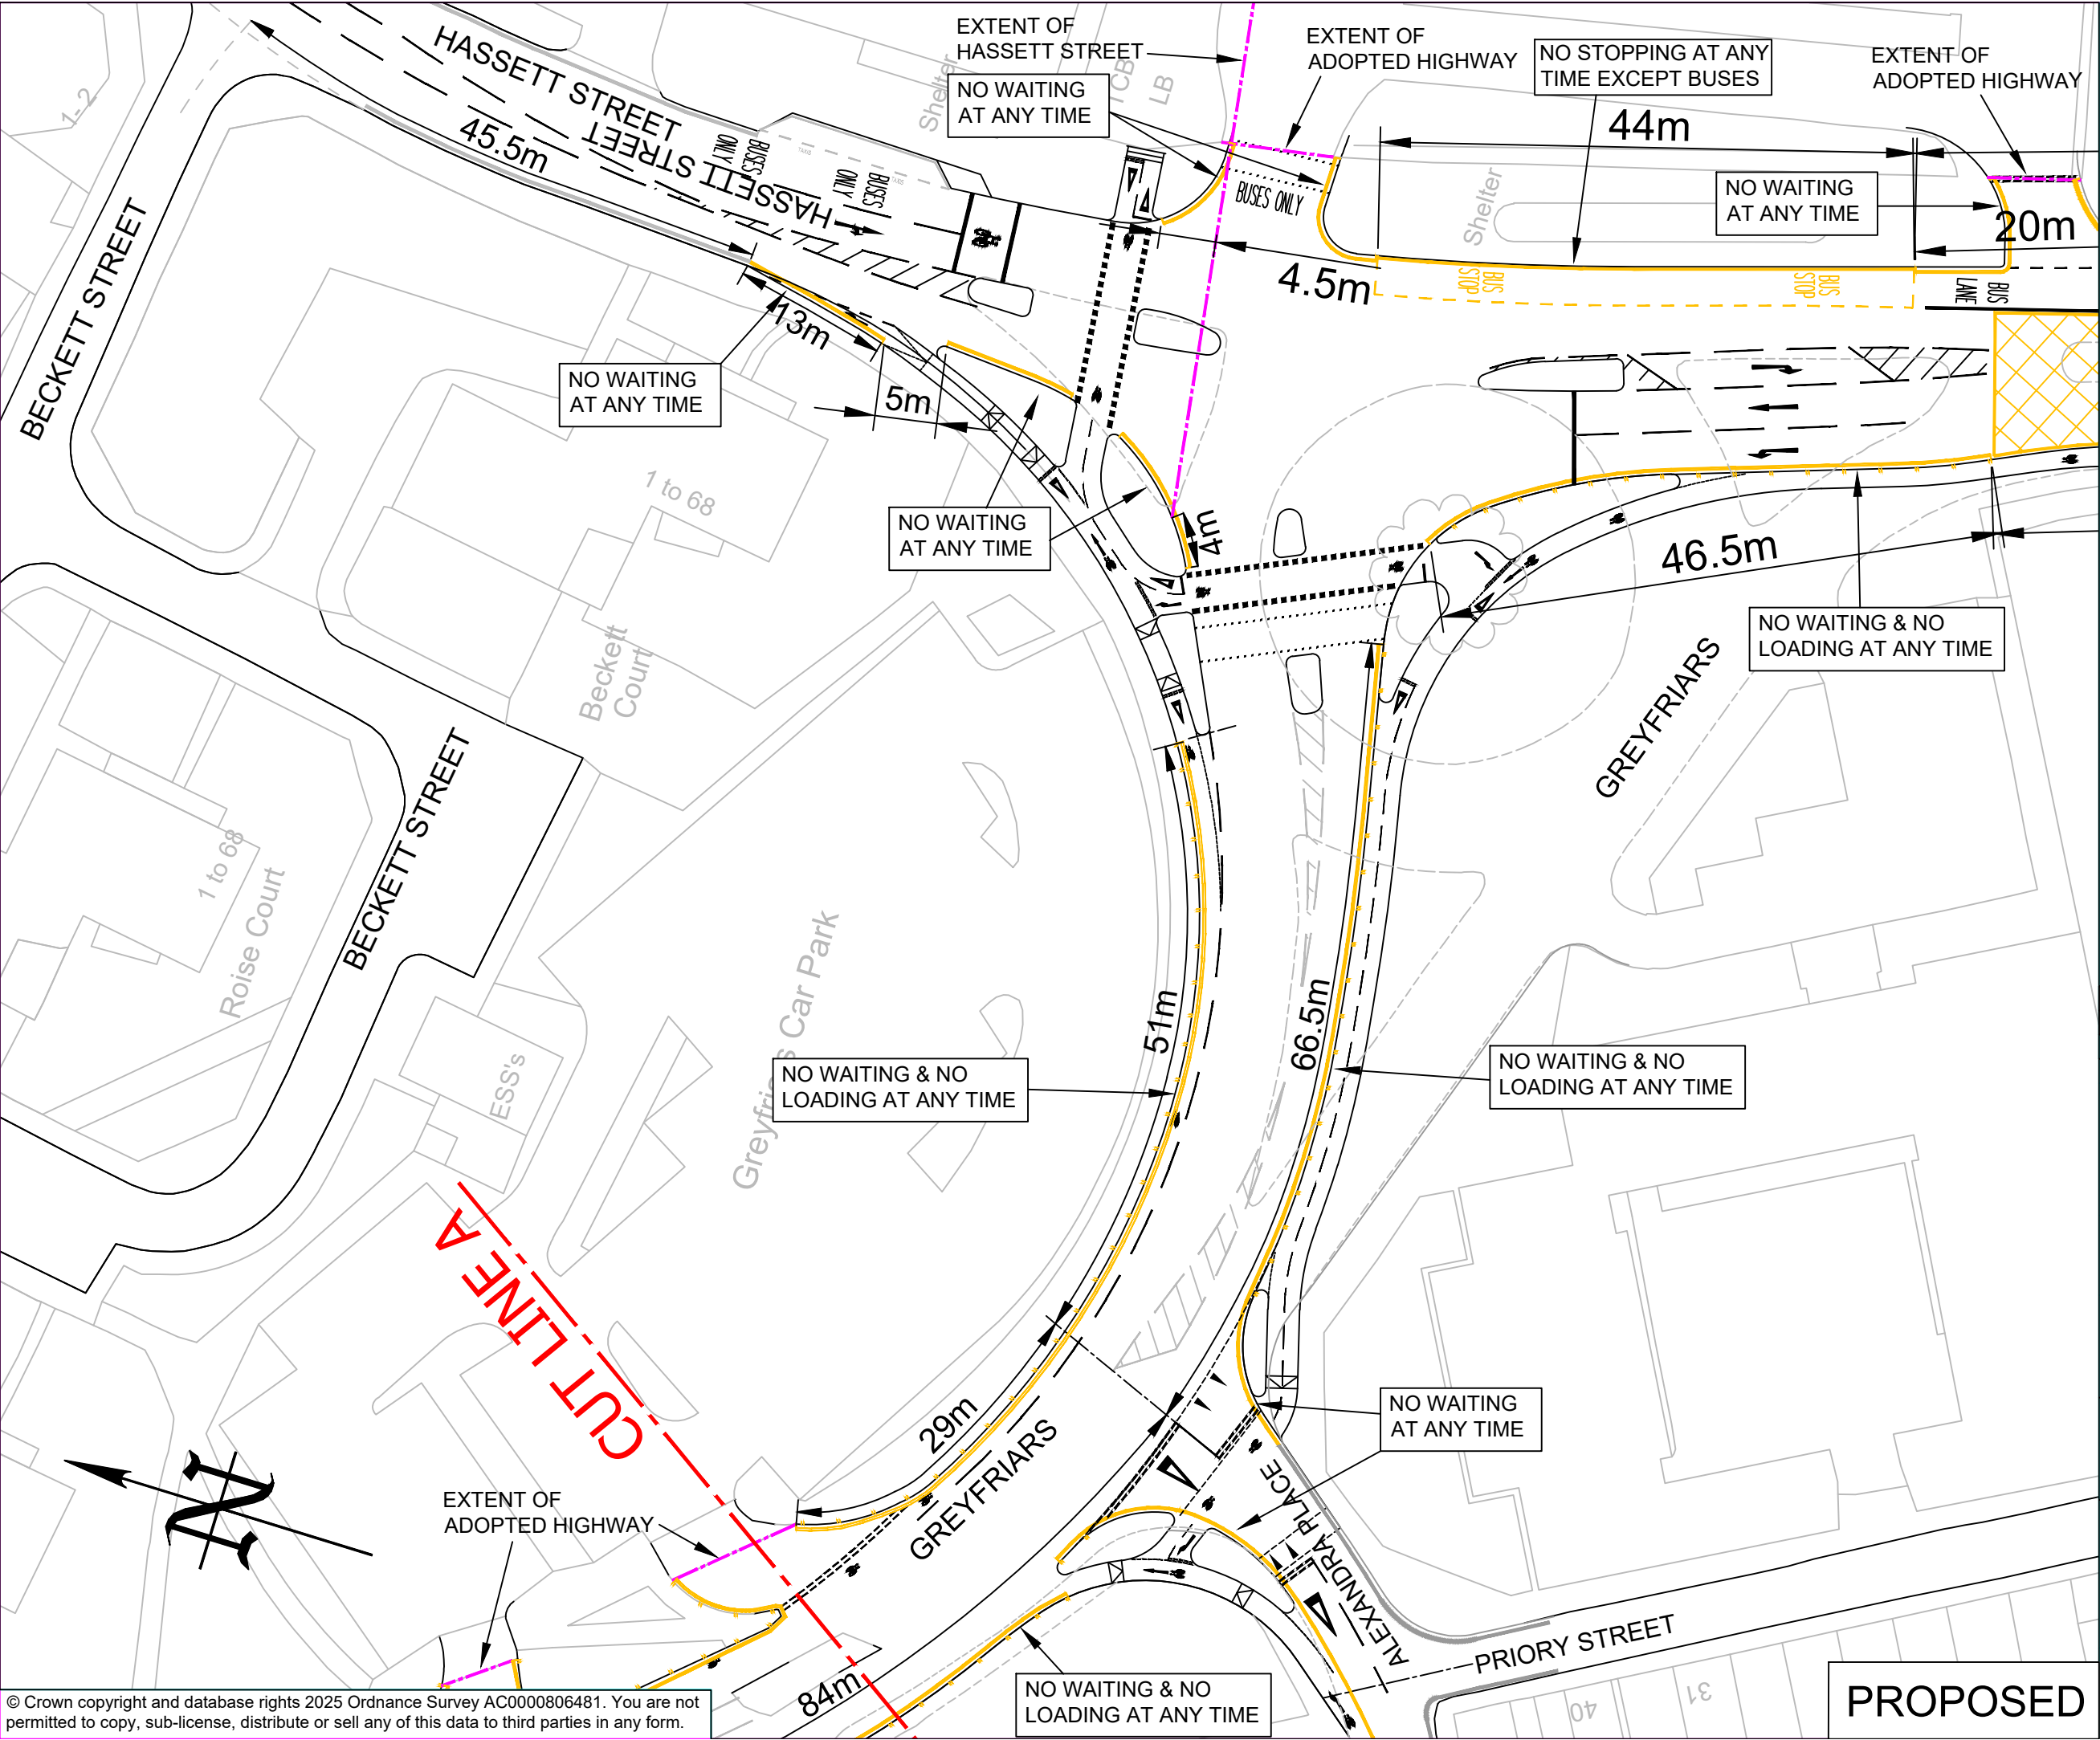 EXTENT OF
HASSETT STREET
EXTENT OF
ADOPTED HIGHWAY
NO STOPPING AT ANY
TIME EXCEPT BUSES
EXTENT OF
ADOPTED HIGHWAY
HASSETT STREET
HASSETT STREET
NO WAITING
AT ANY TIME
Shelter
TCB
LB
1-2
45.5m
44m
BUSES
ONLY
BUSES
ONLY
BUSES ONLY
Shelter
NO WAITING
AT ANY TIME
20m
4.5m
BUS
STOP
BUS
STOP
BUS
LANE
BECKETT STREET
13m
NO WAITING
AT ANY TIME
5m
1 to 68
NO WAITING
AT ANY TIME
4m
46.5m
NO WAITING & NO
LOADING AT ANY TIME
Beckett
Court
GREYFRIARS
BECKETT STREET
1 to 68
Roise Court
Greyfriars Car Park
51m
66.5m
ESS's
NO WAITING & NO
LOADING AT ANY TIME
NO WAITING & NO
LOADING AT ANY TIME
CUT LINE A
29m
GREYFRIARS
NO WAITING
AT ANY TIME
N
EXTENT OF
ADOPTED HIGHWAY
ALEXANDRA PLACE
PRIORY STREET
84m
NO WAITING & NO
LOADING AT ANY TIME
40
31
PROPOSED
© Crown copyright and database rights 2025 Ordnance Survey AC0000806481. You are not
permitted to copy, sub-license, distribute or sell any of this data to third parties in any form.